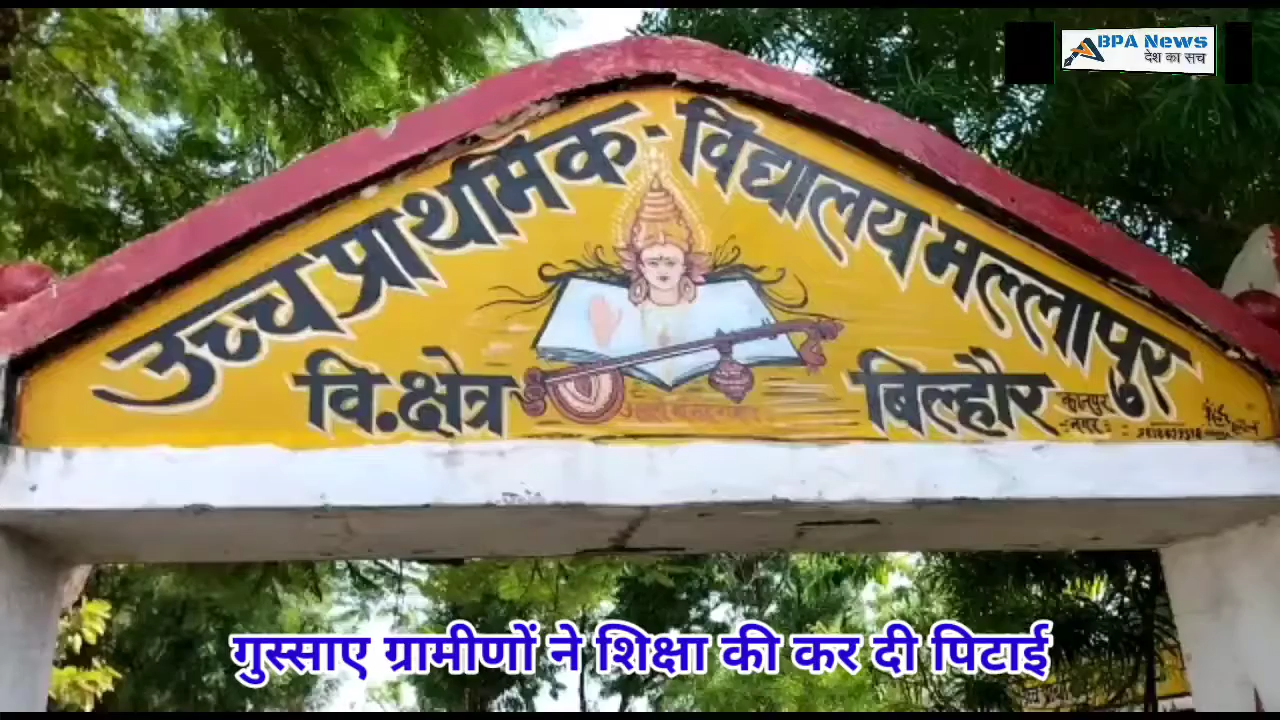 BPA News
देश का सच
उच्च प्राथमिक - विद्यालय मल्लापुर
वि.क्षेत्र बिल्हौर
कानपुर
नगर
गुस्साए ग्रामीणों ने शिक्षा की कर दी पिटाई